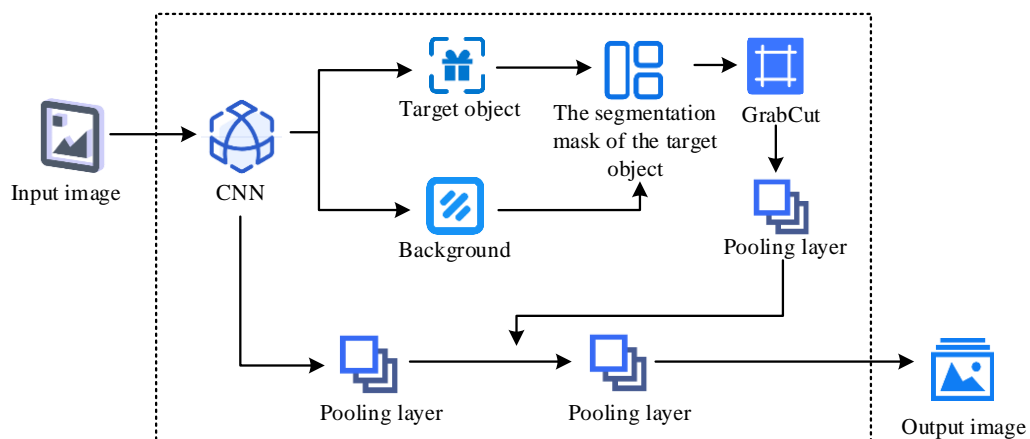 Target object
The segmentation
mask of the target
object
GrabCut
Input image
CNN
Background
Pooling layer
Pooling layer
Pooling layer
Output image